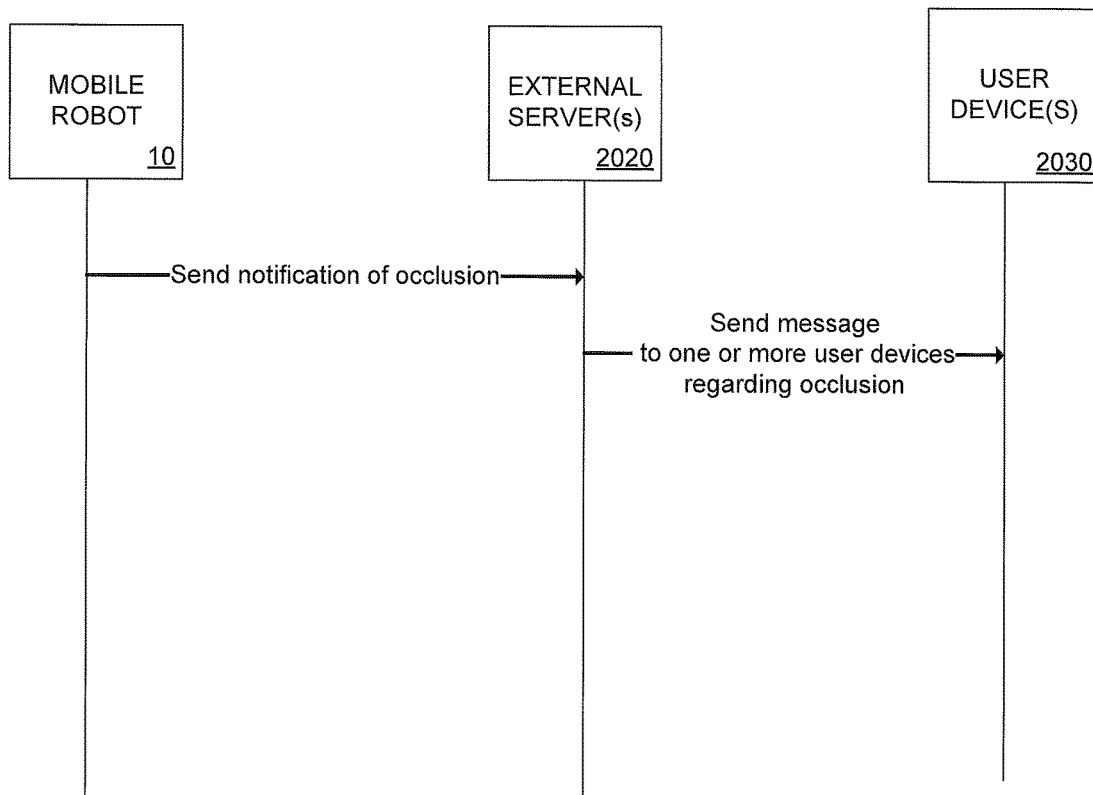 MOBILE
ROBOT
10
EXTERNAL
SERVER(s)
2020
USER
DEVICE(S)
2030
Send notification of occlusion
Send message
to one or more user devices
regarding occlusion